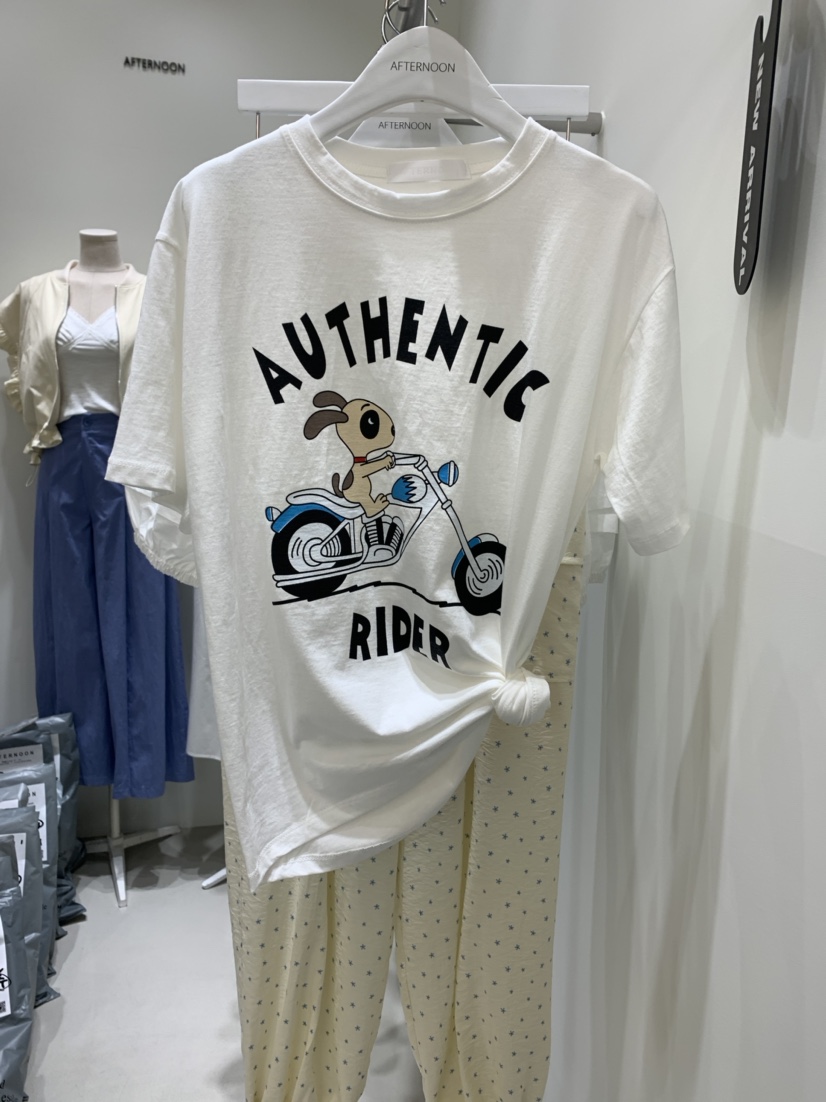 AFTERNOON
AFTERNOON
AFTERNOON
NEW ARRIVAL
AUTHENTIC
RIDER